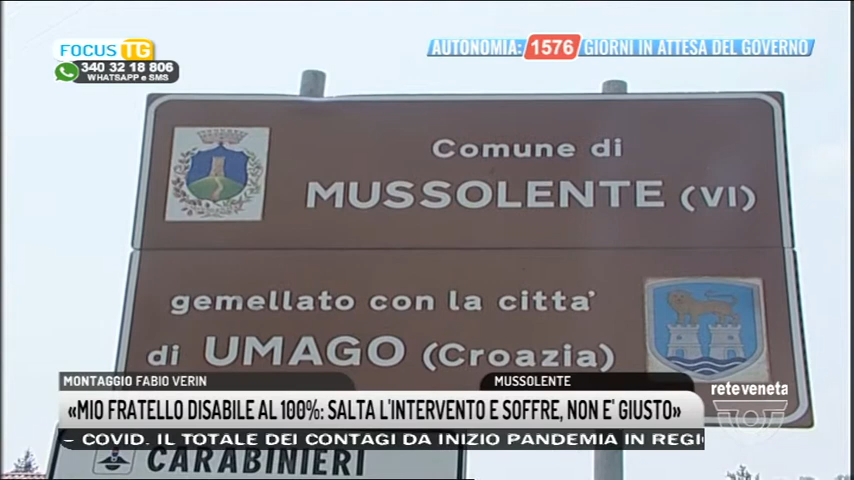 FOCUS TG
340 32 18 806
WHATSAPP e SMS
AUTONOMIA: 1576 GIORNI IN ATTESA DEL GOVERNO
Comune di
MUSSOLENTE (VI)
gemellato con la citta'
di UMAGO (Croazia)
MONTAGGIO FABIO VERIN
MUSSOLENTE
reteveneta
«MIO FRATELLO DISABILE AL 100%: SALTA L'INTERVENTO E SOFFRE, NON E' GIUSTO»
– COVID. IL TOTALE DEI CONTAGI DA INIZIO PANDEMIA IN REGI
CARABINIERI